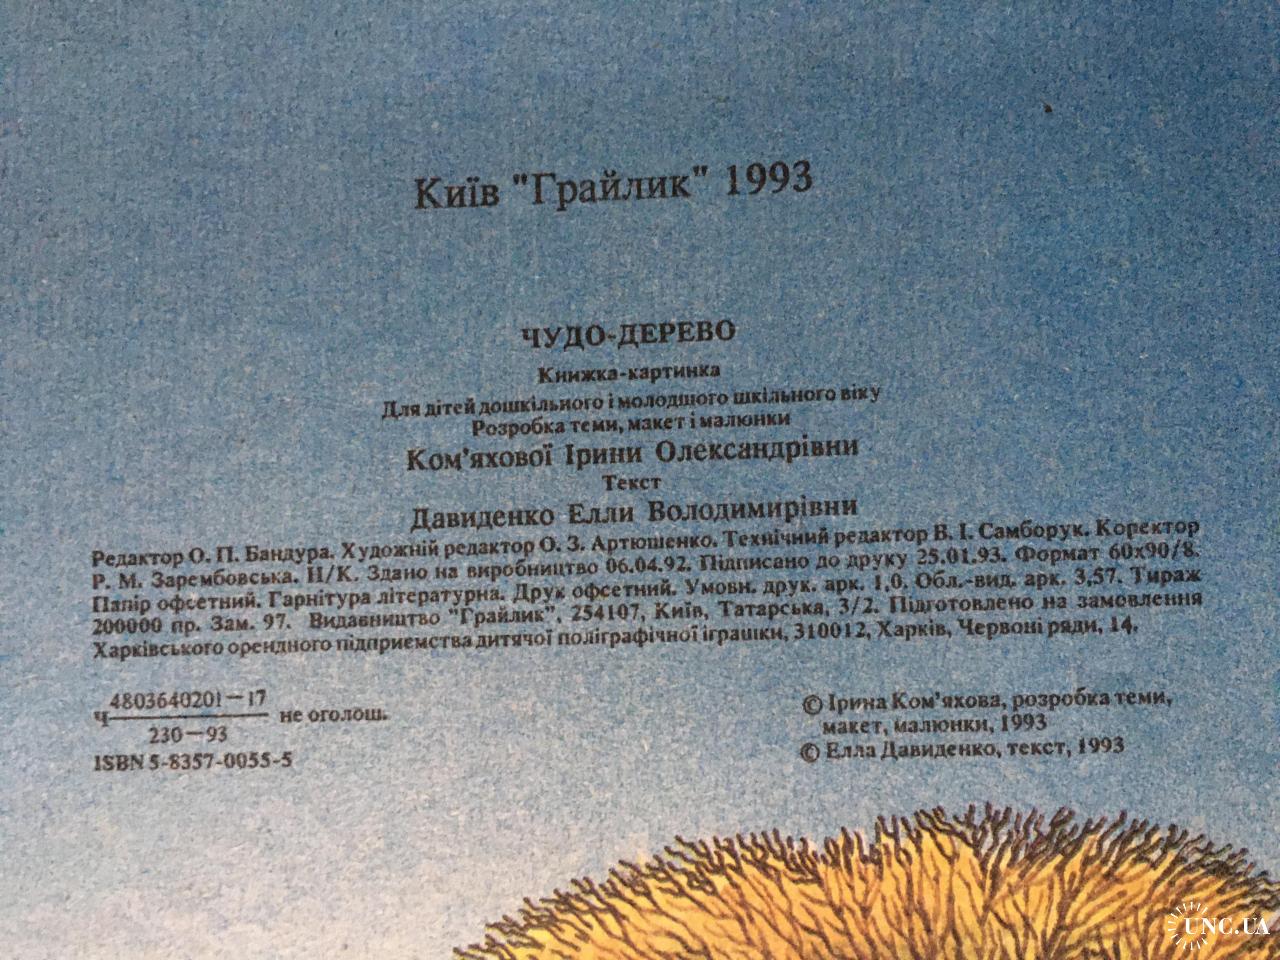 Київ "Грайлик" 1993
ЧУДО-ДЕРЕВО
Книжка-картинка
Для дітей дошкільного і молодшого шкільного віку
Розробка теми, макет і малюнки
Ком'яхової Ірини Олександрівни
Текст
Давиденко Елли Володимирівни
Редактор О. П. Бандура. Художній редактор О. З. Артюшенко. Технічний редактор В. І. Самборук. Коректор
Р. М. Зарембовська. Н/К. Здано на виробництво 06.04.92. Підписано до друку 25.01.93. Формат 60х90/8.
Папір офсетний. Гарнітура літературна. Друк офсетний. Умовн. друк. арк. 1,0. Обл.-вид. арк. 3,57. Тираж
200000 пр. Зам. 97. Видавництво "Грайлик", 254107, Київ, Татарська, 3/2. Підготовлено на замовлення
Харківського орендного підприємства дитячої поліграфічної іграшки, 310012, Харків, Червоні ряди, 14.
4803640201—17
Ч
не оголош.
230—93
ISBN 5-8357-0055-5
© Ірина Ком'яхова, розробка теми,
макет, малюнки, 1993
© Елла Давиденко, текст, 1993
UNC.UA